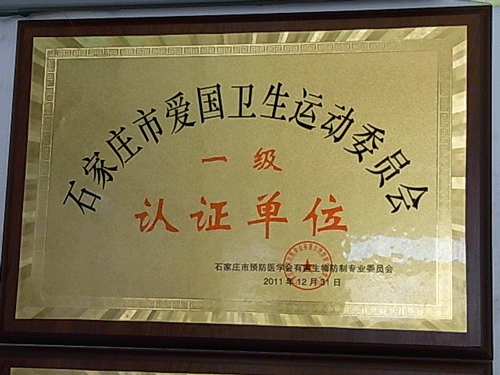 石家庄市爱国卫生运动委员会
一级
认证单位
石家庄市预防医学会有害生物防制专业委员会
2011年12月31日